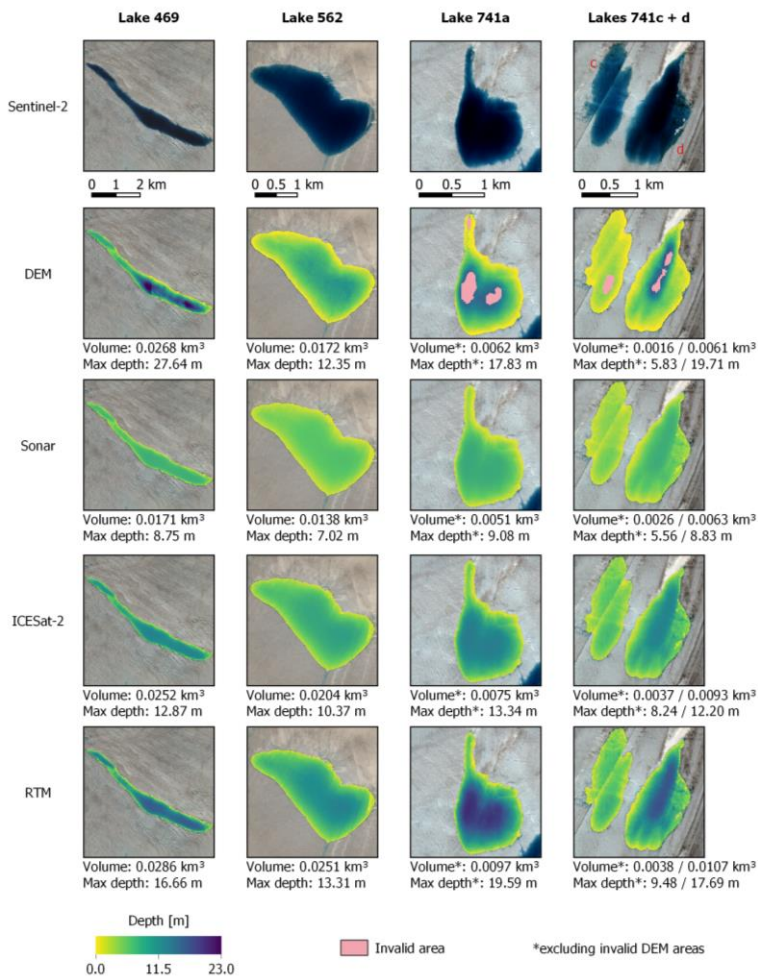 Lake 469 Lake 562 Lake 741a Lakes 741c + d
Sentinel-2
c
d
0 1 2 km 0 0.5 1 km 0 0.5 1 km 0 0.5 1 km
DEM
Volume: 0.0268 km³ Volume: 0.0172 km³ Volume*: 0.0062 km³ Volume*: 0.0016 / 0.0061 km³
Max depth: 27.64 m Max depth: 12.35 m Max depth*: 17.83 m Max depth*: 5.83 / 19.71 m
Sonar
Volume: 0.0171 km³ Volume: 0.0138 km³ Volume*: 0.0051 km³ Volume*: 0.0026 / 0.0063 km³
Max depth: 8.75 m Max depth: 7.02 m Max depth*: 9.08 m Max depth*: 5.56 / 8.83 m
ICESat-2
Volume: 0.0252 km³ Volume: 0.0204 km³ Volume*: 0.0075 km³ Volume*: 0.0037 / 0.0093 km³
Max depth: 12.87 m Max depth: 10.37 m Max depth*: 13.34 m Max depth*: 8.24 / 12.20 m
RTM
Volume: 0.0286 km³ Volume: 0.0251 km³ Volume*: 0.0097 km³ Volume*: 0.0038 / 0.0107 km³
Max depth: 16.66 m Max depth: 13.31 m Max depth*: 19.59 m Max depth*: 9.48 / 17.69 m
Depth [m]
Invalid area *excluding invalid DEM areas
0.0 11.5 23.0